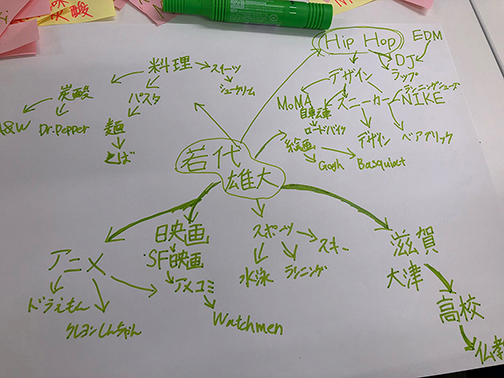 Hip Hop
EDM
DJ
ラップ
料理
スイーツ
シュークリーム
パスタ
麺
そば
炭酸
A&W
Dr.Pepper
デザイン
MoMA
自転車
ロードバイク
スニーカー
ランニングシューズ
NIKE
デザイン
ベアブリック
絵画
Gogh
Basquiat
若代
雄大
アニメ
ドラえもん
クレヨンしんちゃん
映画
SF映画
アメコミ
Watchmen
スポーツ
水泳
ランニング
スキー
滋賀
大津
高校